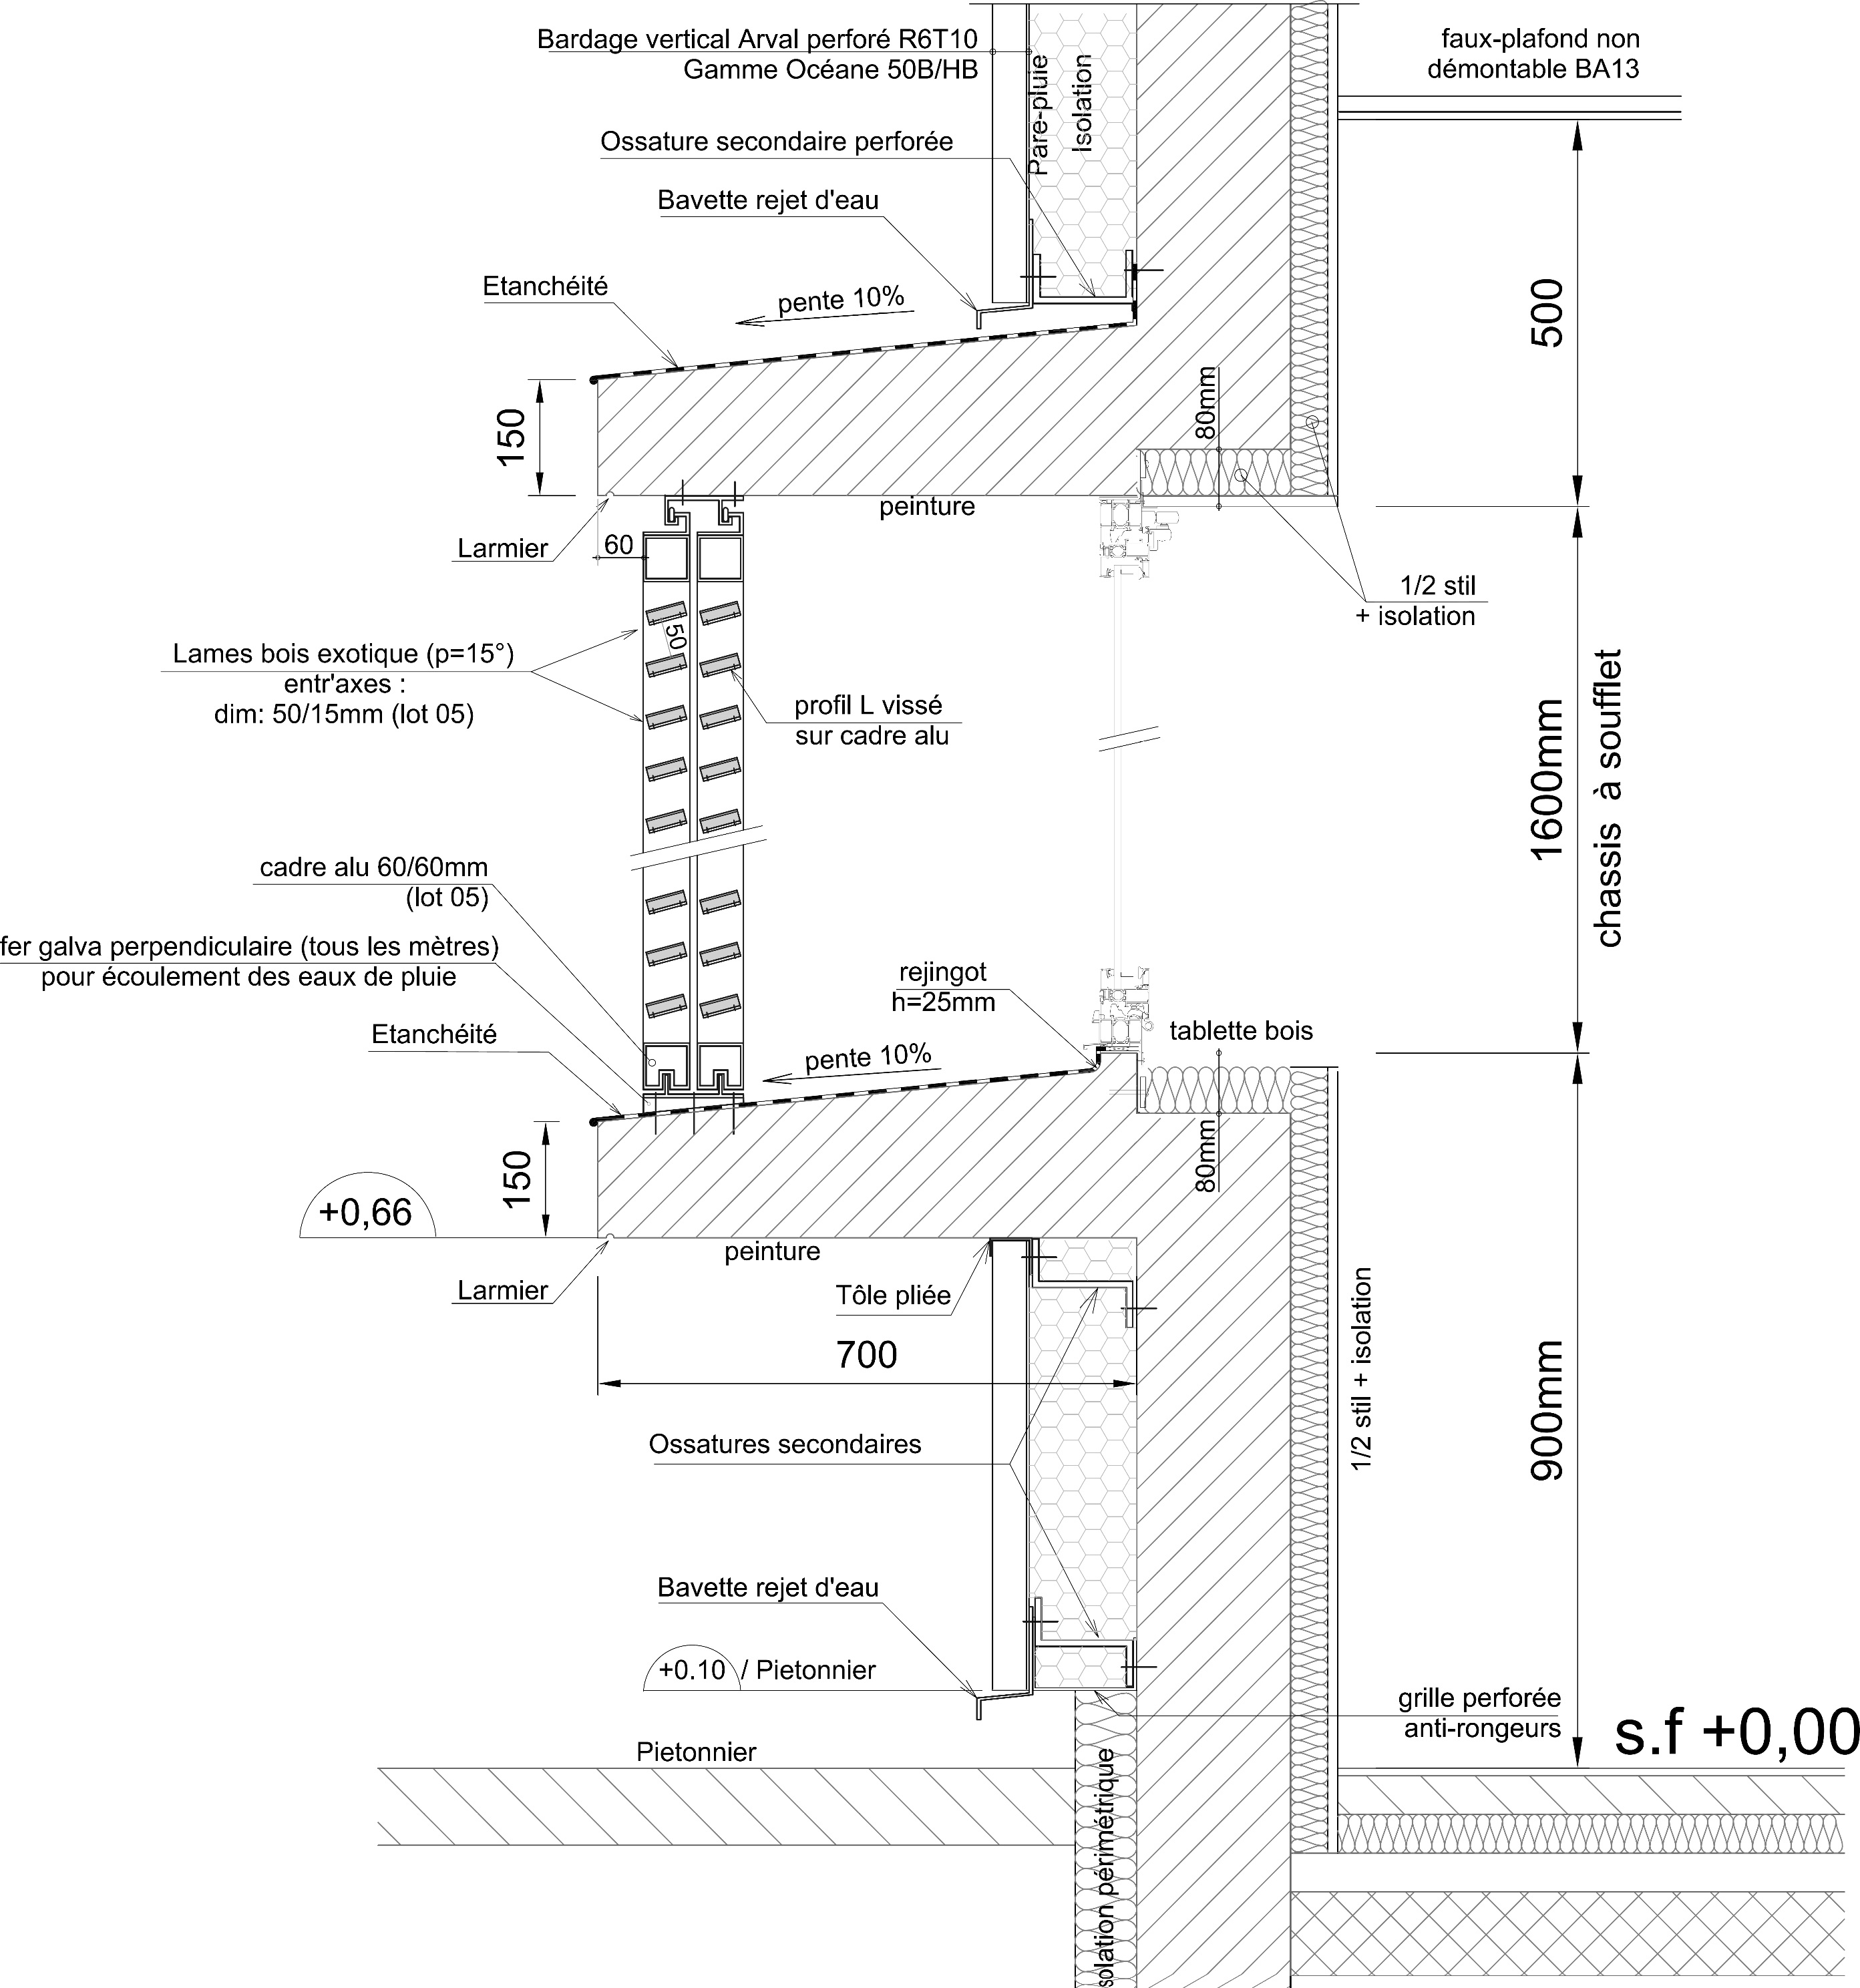 Bardage vertical Arval perforé R6T10
Gamme Océane 50B/HB
faux-plafond non
démontable BA13
Pare-pluie
isolation
Ossature secondaire perforée
Bavette rejet d'eau
Etanchéité
pente 10%
500
150
80mm
peinture
Larmier
60
1/2 stil
+ isolation
50
Lames bois exotique (p=15°)
entr'axes :
dim: 50/15mm (lot 05)
profil L vissé
sur cadre alu
1600mm
chassis à soufflet
cadre alu 60/60mm
(lot 05)
fer galva perpendiculaire (tous les mètres)
pour écoulement des eaux de pluie
rejingot
h=25mm
Etanchéité
tablette bois
pente 10%
150
80mm
+0,66
peinture
Larmier
Tôle pliée
700
1/2 stil + isolation
900mm
Ossatures secondaires
Bavette rejet d'eau
+0.10 / Pietonnier
grille perforée
anti-rongeurs
s.f +0,00
Pietonnier
isolation périmétrique